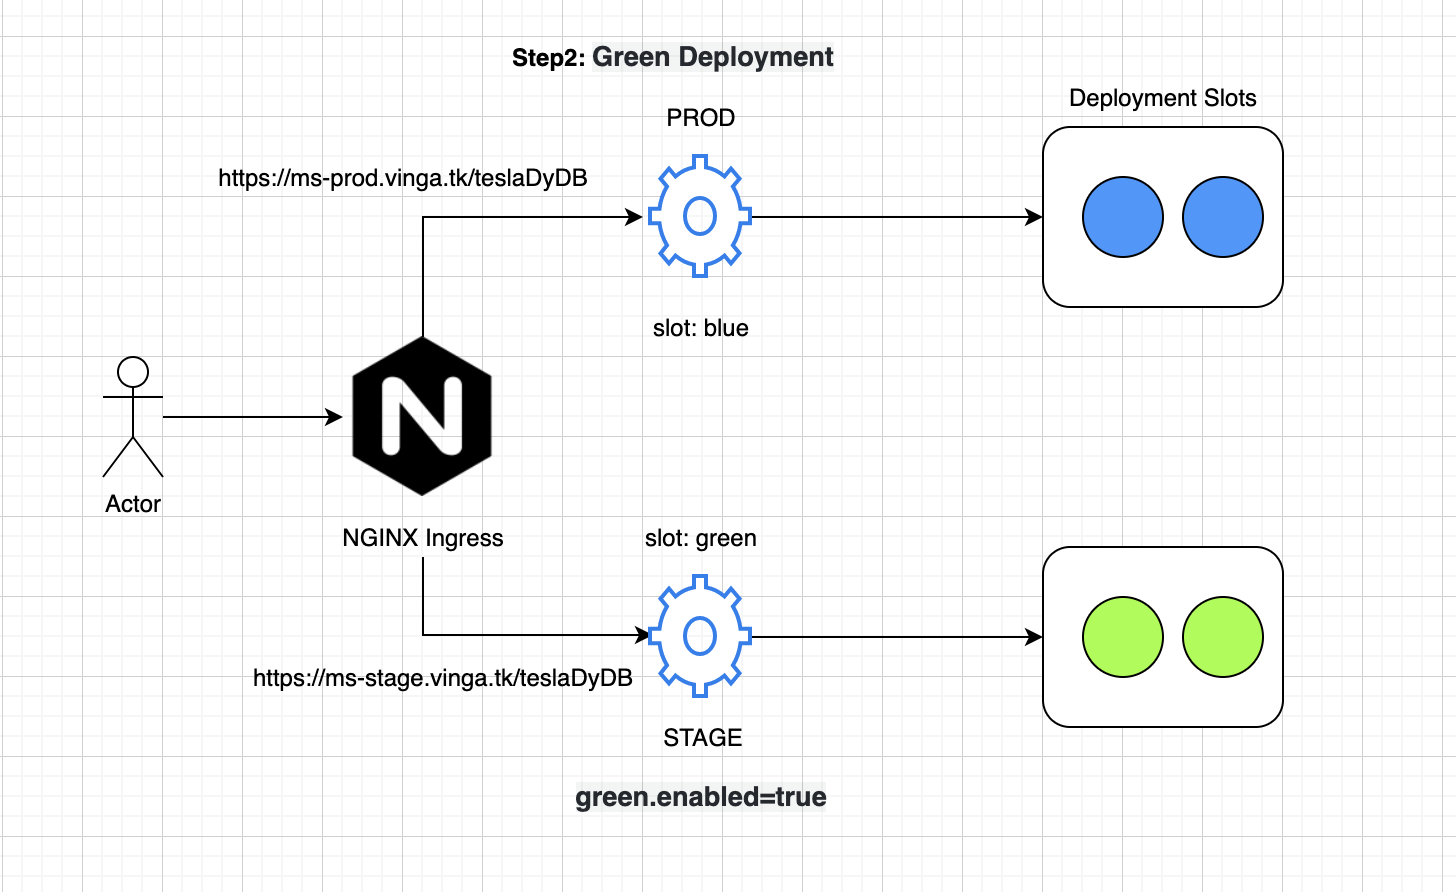 Step2: Green Deployment
Deployment Slots
PROD
https://ms-prod.vinga.tk/teslaDyDB
slot: blue
N
Actor
NGINX Ingress
slot: green
https://ms-stage.vinga.tk/teslaDyDB
STAGE
green.enabled=true